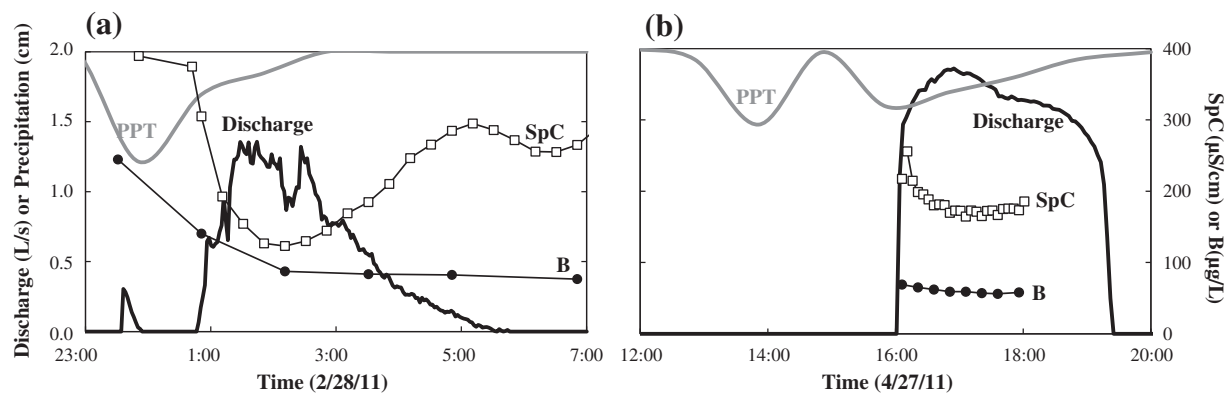 (a)
(b)
Discharge (L/s) or Precipitation (cm)
2.0
1.5
1.0
0.5
0.0
PPT
Discharge
SpC
B
23:00 1:00 3:00 5:00 7:00
Time (2/28/11)
PPT
Discharge
SpC
B
12:00 14:00 16:00 18:00 20:00
Time (4/27/11)
400
300
200
100
0
SpC (µS/cm) or B(µg/L)